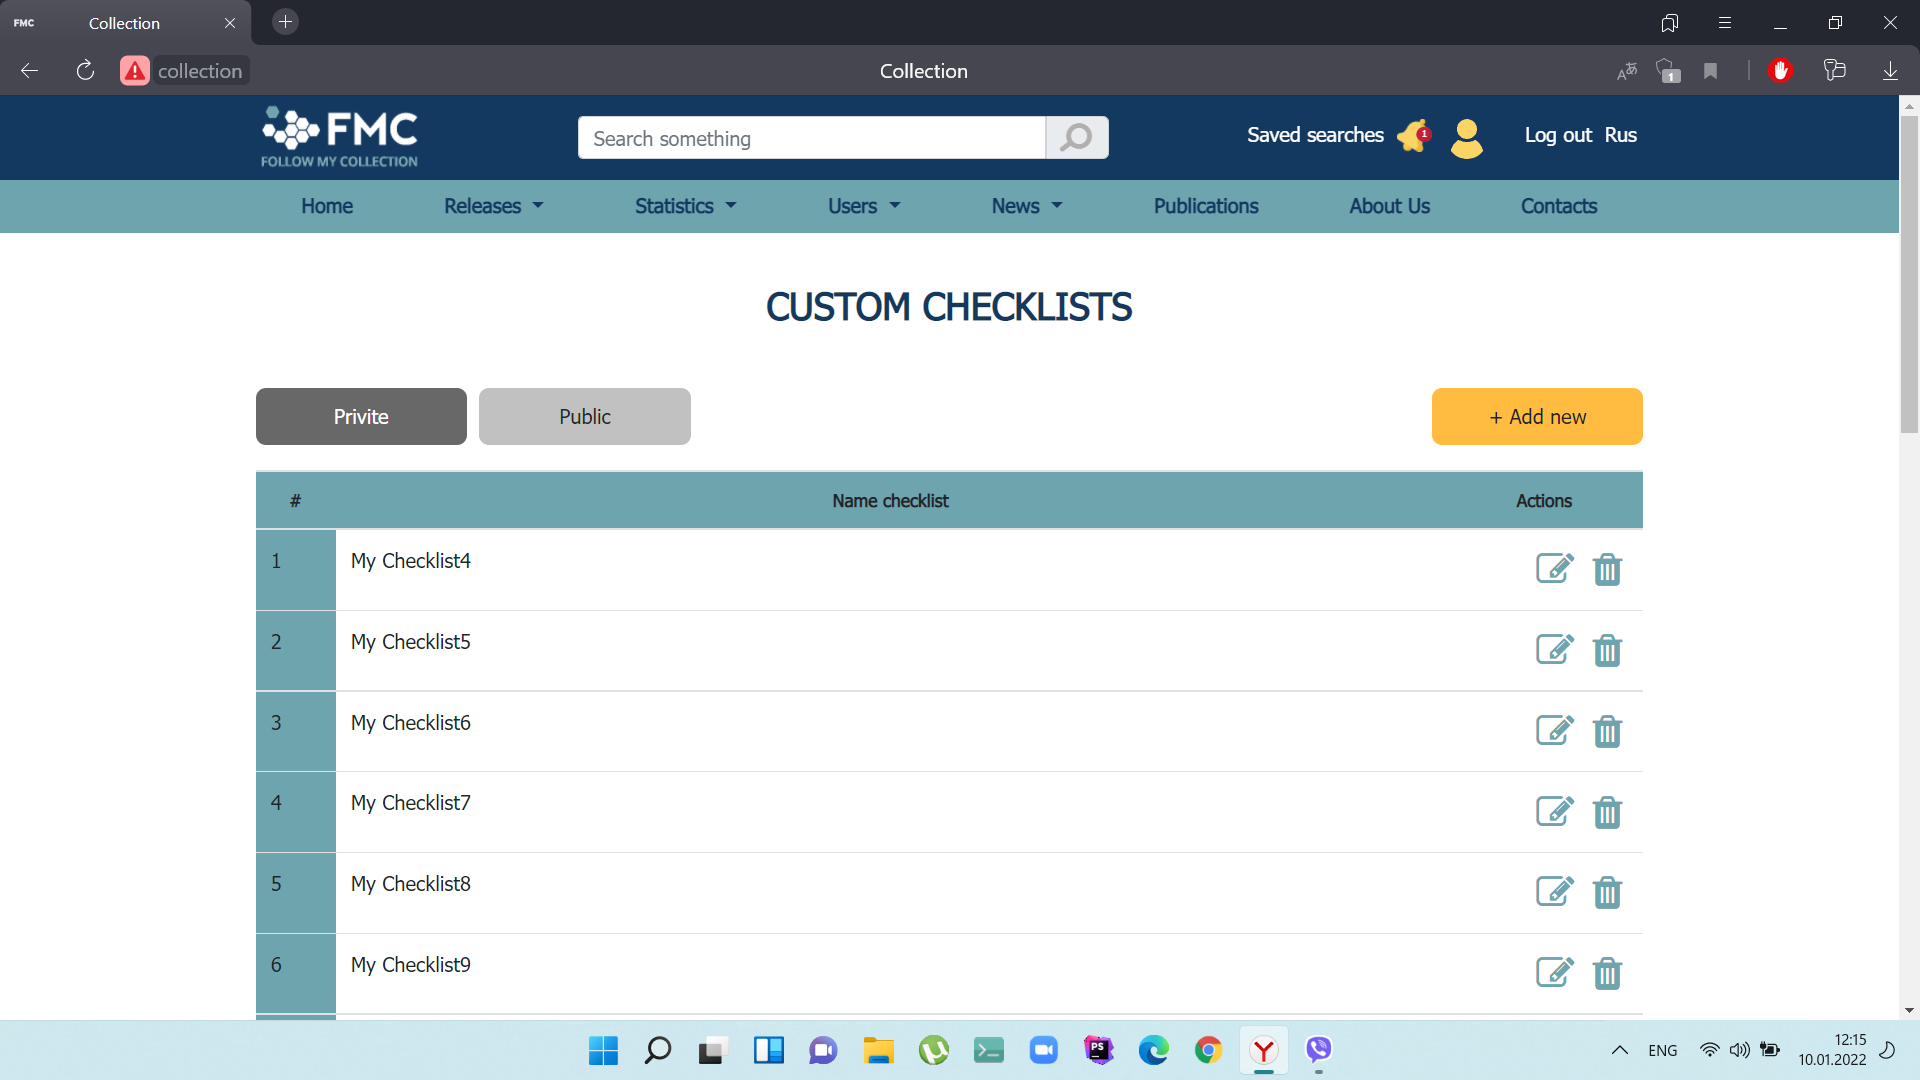 FMC Collection
collection Collection 1
FMC
FOLLOW MY COLLECTION
Search something
Saved searches 1 Log out Rus
Home Releases Statistics Users News Publications About Us Contacts
CUSTOM CHECKLISTS
Privite Public + Add new
# Name checklist Actions
1 My Checklist4
2 My Checklist5
3 My Checklist6
4 My Checklist7
5 My Checklist8
6 My Checklist9
PS
ENG 12:15
10.01.2022